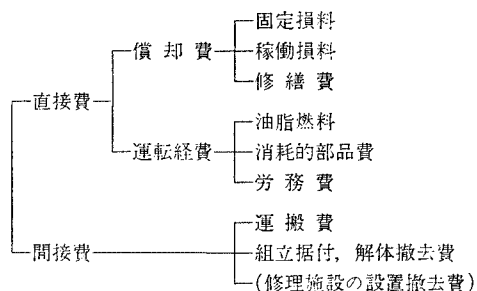 固定損料
償却費
稼働損料
修繕費
直接費
油脂燃料
運転経費
消耗的部品費
労務費
運搬費
間接費
組立据付,解体撤去費
(修理施設の設置撤去費)